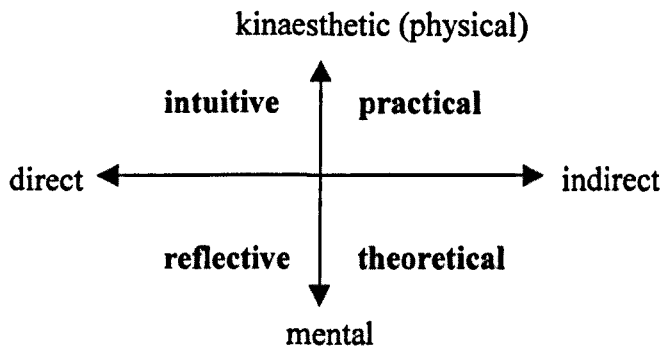 kinaesthetic (physical)
intuitive practical
direct indirect
reflective theoretical
mental